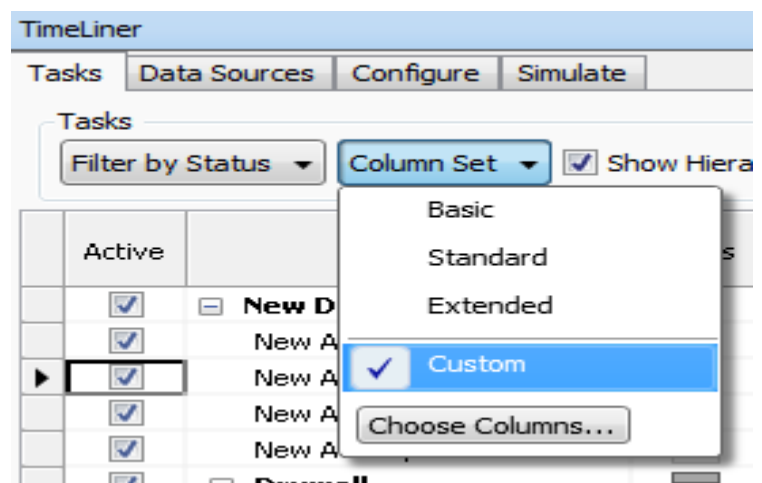 TimeLiner
Tasks Data Sources Configure Simulate
Tasks
Filter by Status Column Set Show Hiera
Basic
Active
Standard
Extended
New D
New A
Custom
New A
New A
Choose Columns...
New A